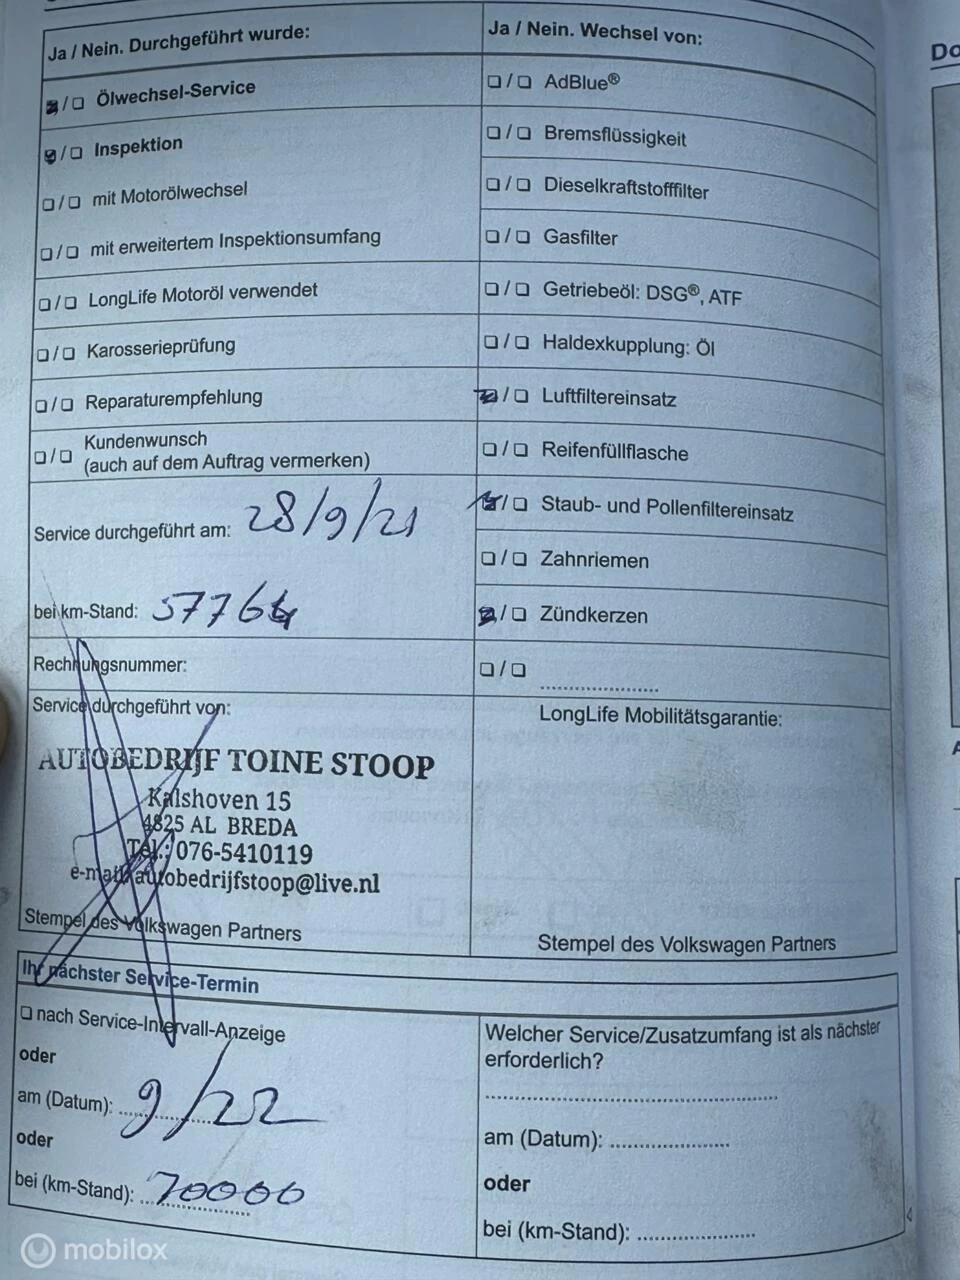 Ja / Nein. Durchgeführt wurde:
Ölwechsel-Service
Inspektion
mit Motorölwechsel
mit erweitertem Inspektionsumfang
LongLife Motoröl verwendet
Karosserieprüfung
Reparaturempfehlung
Kundenwunsch
(auch auf dem Auftrag vermerken)
Service durchgeführt am: 28/9/21
bei km-Stand: 57764
Rechnungsnummer:
Service durchgeführt von:
AUTOBEDRIJF TOINE STOOP
Kalshoven 15
4825 AL BREDA
Tel.: 076-5410119
e-mail autobedrijfstoop@live.nl
Stempel des Volkswagen Partners
Ja / Nein. Wechsel von:
AdBlue®
Bremsflüssigkeit
Dieselkraftstofffilter
Gasfilter
Getriebeöl: DSG®, ATF
Haldexkupplung: Öl
Luftfiltereinsatz
Reifenfüllflasche
Staub- und Pollenfiltereinsatz
Zahnriemen
Zündkerzen
LongLife Mobilitätsgarantie:
Stempel des Volkswagen Partners
Ihr nächster Service-Termin
nach Service-Intervall-Anzeige
oder
am (Datum): 9/22
oder
bei (km-Stand): 70000
Welcher Service/Zusatzumfang ist als nächster
erforderlich?
am (Datum):
oder
bei (km-Stand):
Do
mobilox